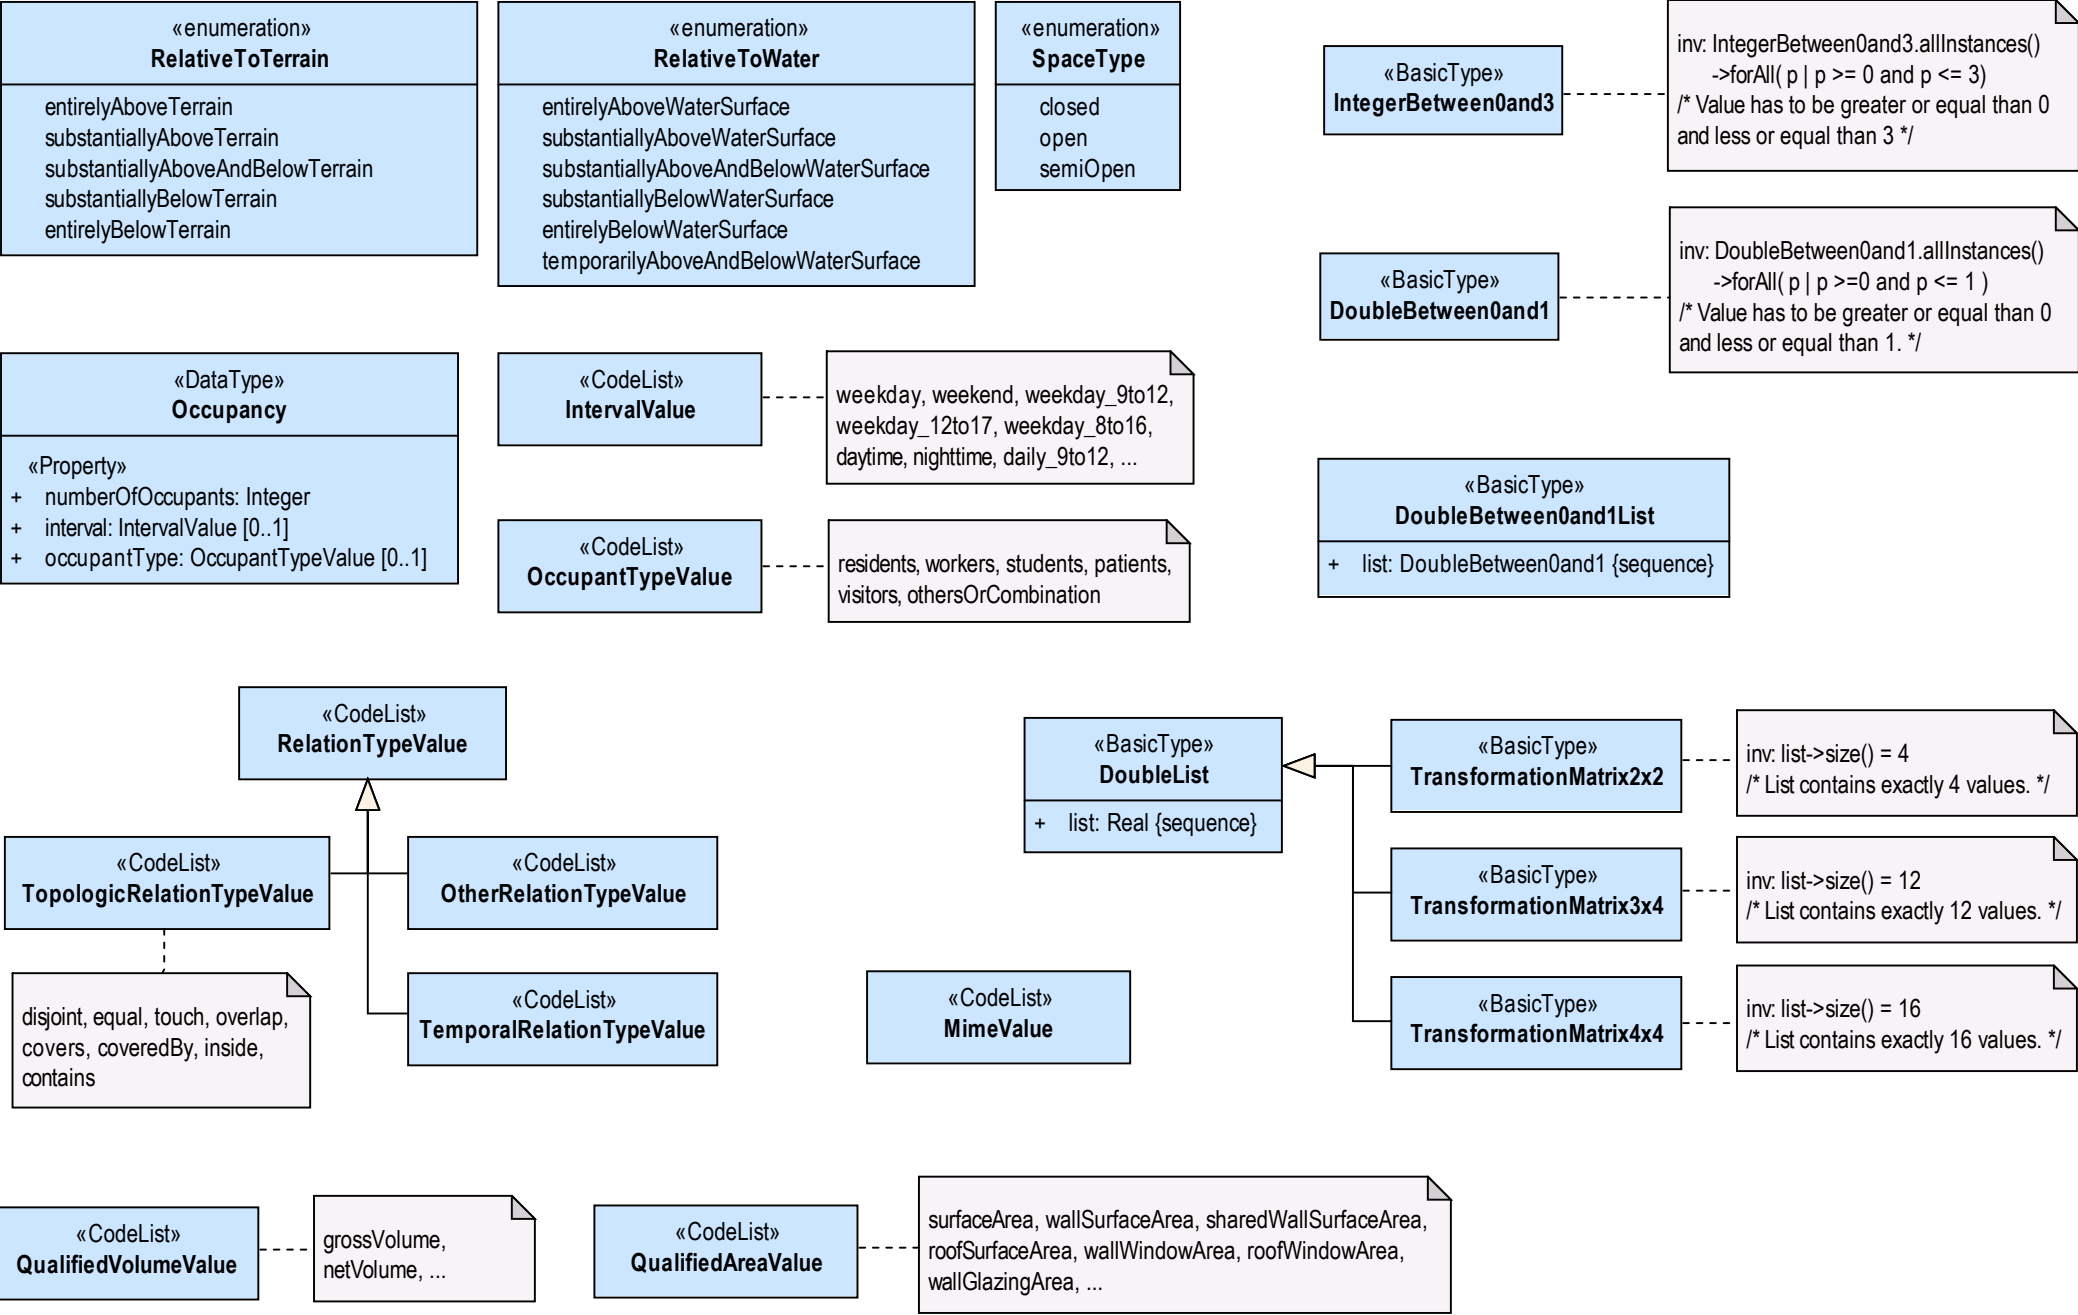 «enumeration»
RelativeToTerrain
entirelyAboveTerrain
substantiallyAboveTerrain
substantiallyAboveAndBelowTerrain
substantiallyBelowTerrain
entirelyBelowTerrain
«enumeration»
RelativeToWater
entirelyAboveWaterSurface
substantiallyAboveWaterSurface
substantiallyAboveAndBelowWaterSurface
substantiallyBelowWaterSurface
entirelyBelowWaterSurface
temporarilyAboveAndBelowWaterSurface
«enumeration»
SpaceType
closed
open
semiOpen
«BasicType»
IntegerBetween0and3
inv: IntegerBetween0and3.allInstances()
->forAll( p | p >= 0 and p <= 3)
/* Value has to be greater or equal than 0
and less or equal than 3 */
«BasicType»
DoubleBetween0and1
inv: DoubleBetween0and1.allInstances()
->forAll( p | p >=0 and p <= 1 )
/* Value has to be greater or equal than 0
and less or equal than 1. */
«DataType»
Occupancy
«Property»
+ numberOfOccupants: Integer
+ interval: IntervalValue [0..1]
+ occupantType: OccupantTypeValue [0..1]
«CodeList»
IntervalValue
weekday, weekend, weekday_9to12,
weekday_12to17, weekday_8to16,
daytime, nighttime, daily_9to12, ...
«CodeList»
OccupantTypeValue
residents, workers, students, patients,
visitors, othersOrCombination
«BasicType»
DoubleBetween0and1List
+ list: DoubleBetween0and1 {sequence}
«CodeList»
RelationTypeValue
«CodeList»
TopologicRelationTypeValue
«CodeList»
OtherRelationTypeValue
«CodeList»
TemporalRelationTypeValue
disjoint, equal, touch, overlap,
covers, coveredBy, inside,
contains
«BasicType»
DoubleList
+ list: Real {sequence}
«BasicType»
TransformationMatrix2x2
inv: list->size() = 4
/* List contains exactly 4 values. */
«BasicType»
TransformationMatrix3x4
inv: list->size() = 12
/* List contains exactly 12 values. */
«BasicType»
TransformationMatrix4x4
inv: list->size() = 16
/* List contains exactly 16 values. */
«CodeList»
MimeValue
«CodeList»
QualifiedVolumeValue
grossVolume,
netVolume, ...
«CodeList»
QualifiedAreaValue
surfaceArea, wallSurfaceArea, sharedWallSurfaceArea,
roofSurfaceArea, wallWindowArea, roofWindowArea,
wallGlazingArea, ...